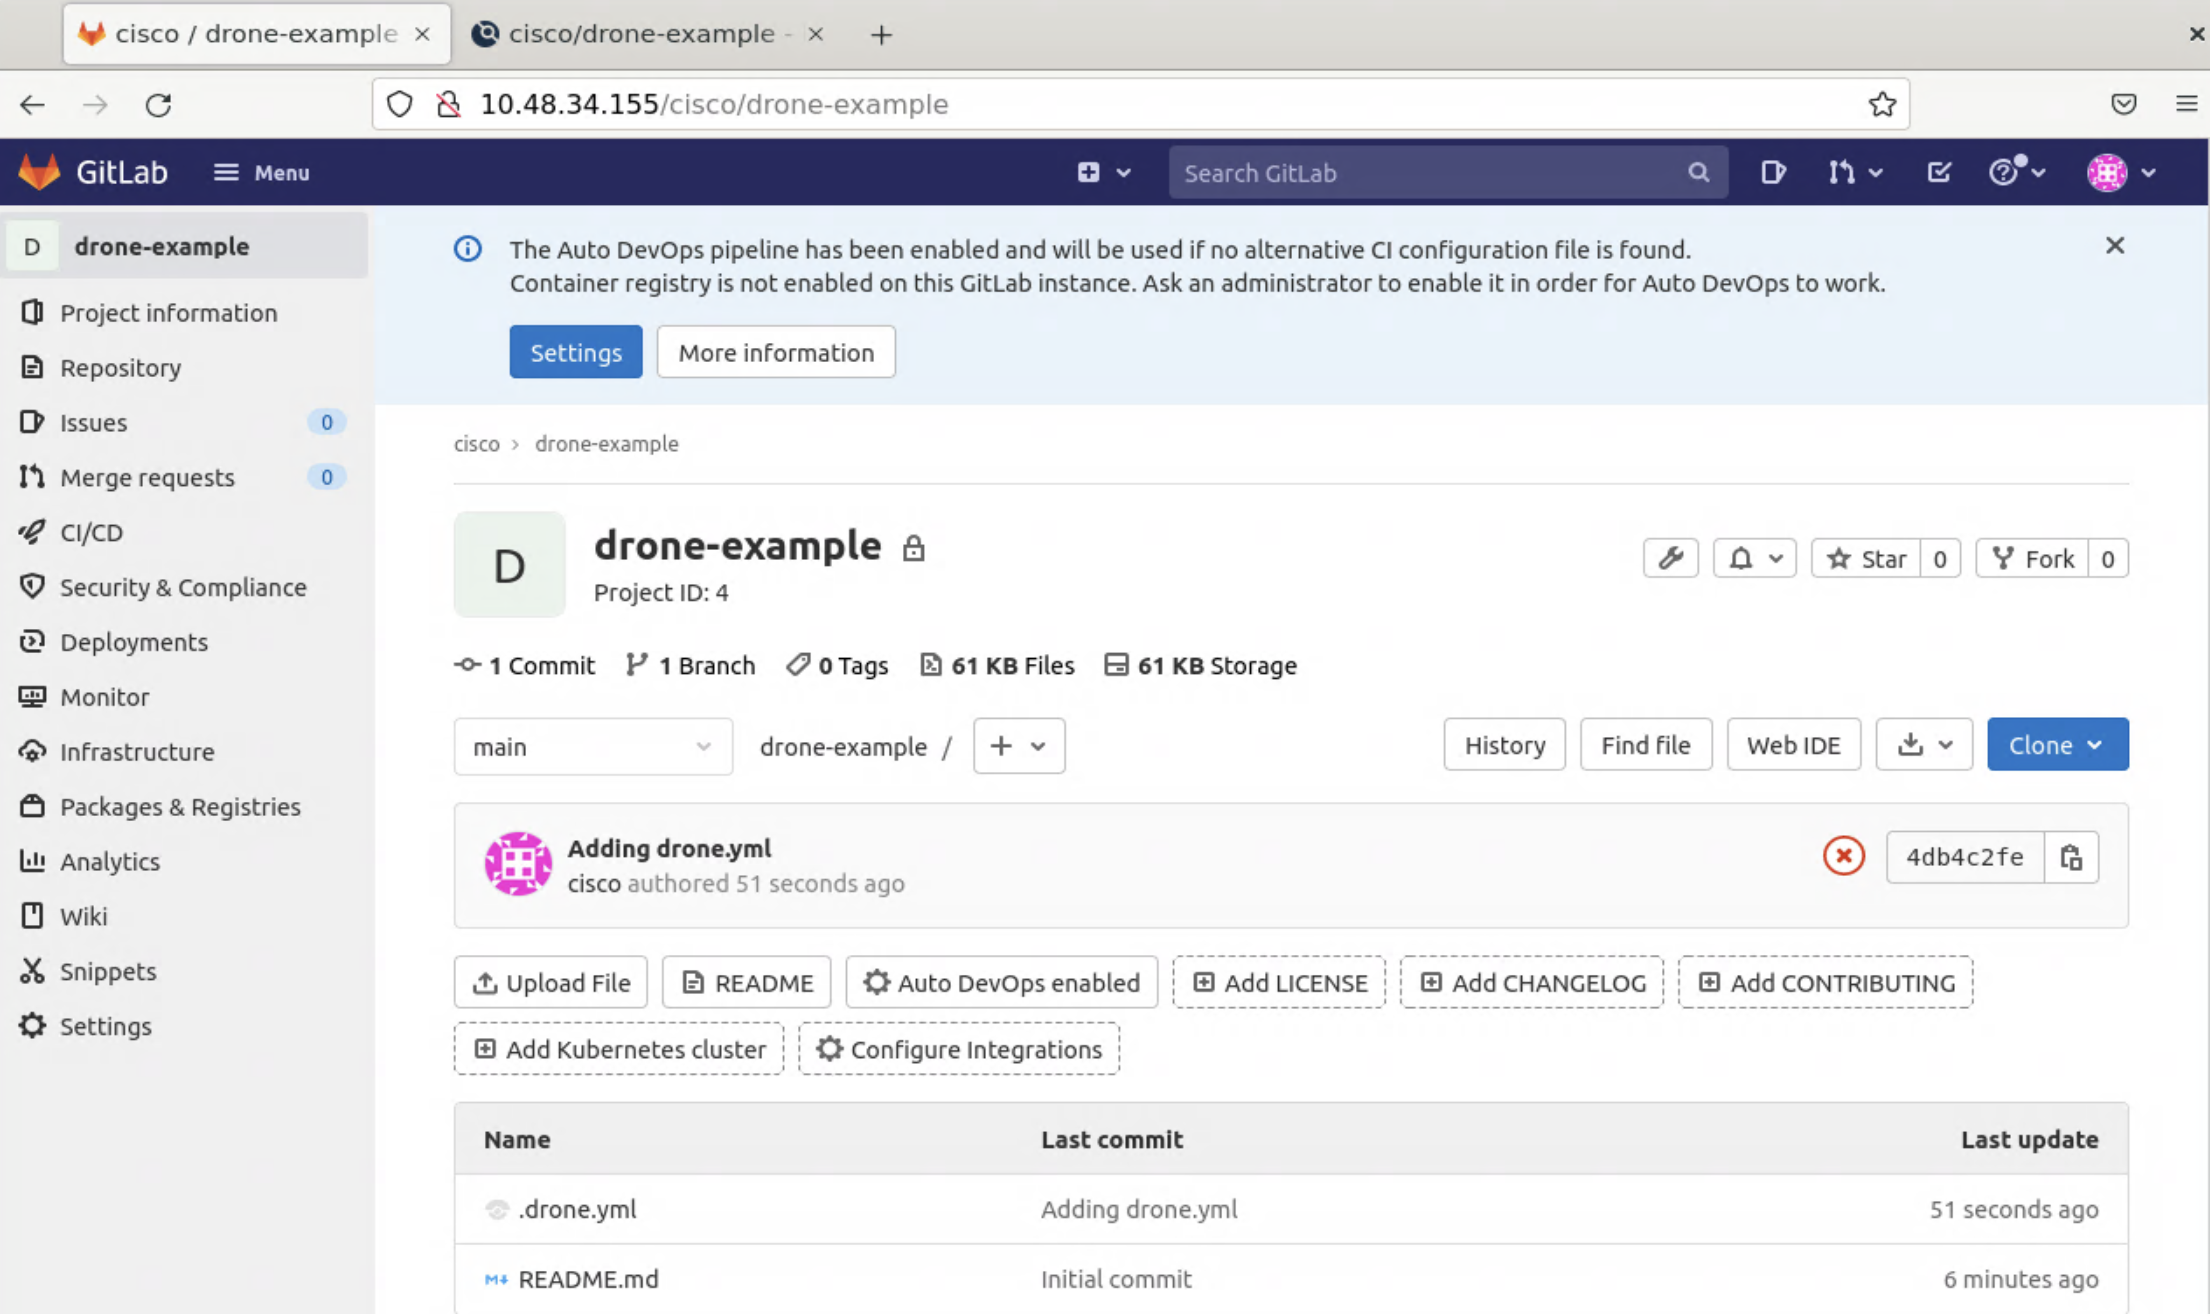 cisco / drone-example
cisco/drone-example -
10.48.34.155/cisco/drone-example
GitLab Menu Search GitLab
D drone-example
Project information
Repository
Issues 0
Merge requests 0
CI/CD
Security & Compliance
Deployments
Monitor
Infrastructure
Packages & Registries
Analytics
Wiki
Snippets
Settings
The Auto DevOps pipeline has been enabled and will be used if no alternative CI configuration file is found.
Container registry is not enabled on this GitLab instance. Ask an administrator to enable it in order for Auto DevOps to work.
Settings More information
cisco > drone-example
D
drone-example
Project ID: 4
Star 0 Fork 0
1 Commit 1 Branch 0 Tags 61 KB Files 61 KB Storage
main drone-example / + History Find file Web IDE Clone
Adding drone.yml
cisco authored 51 seconds ago
4db4c2fe
Upload File README Auto DevOps enabled Add LICENSE Add CHANGELOG Add CONTRIBUTING
Add Kubernetes cluster Configure Integrations
Name Last commit Last update
.drone.yml Adding drone.yml 51 seconds ago
README.md Initial commit 6 minutes ago